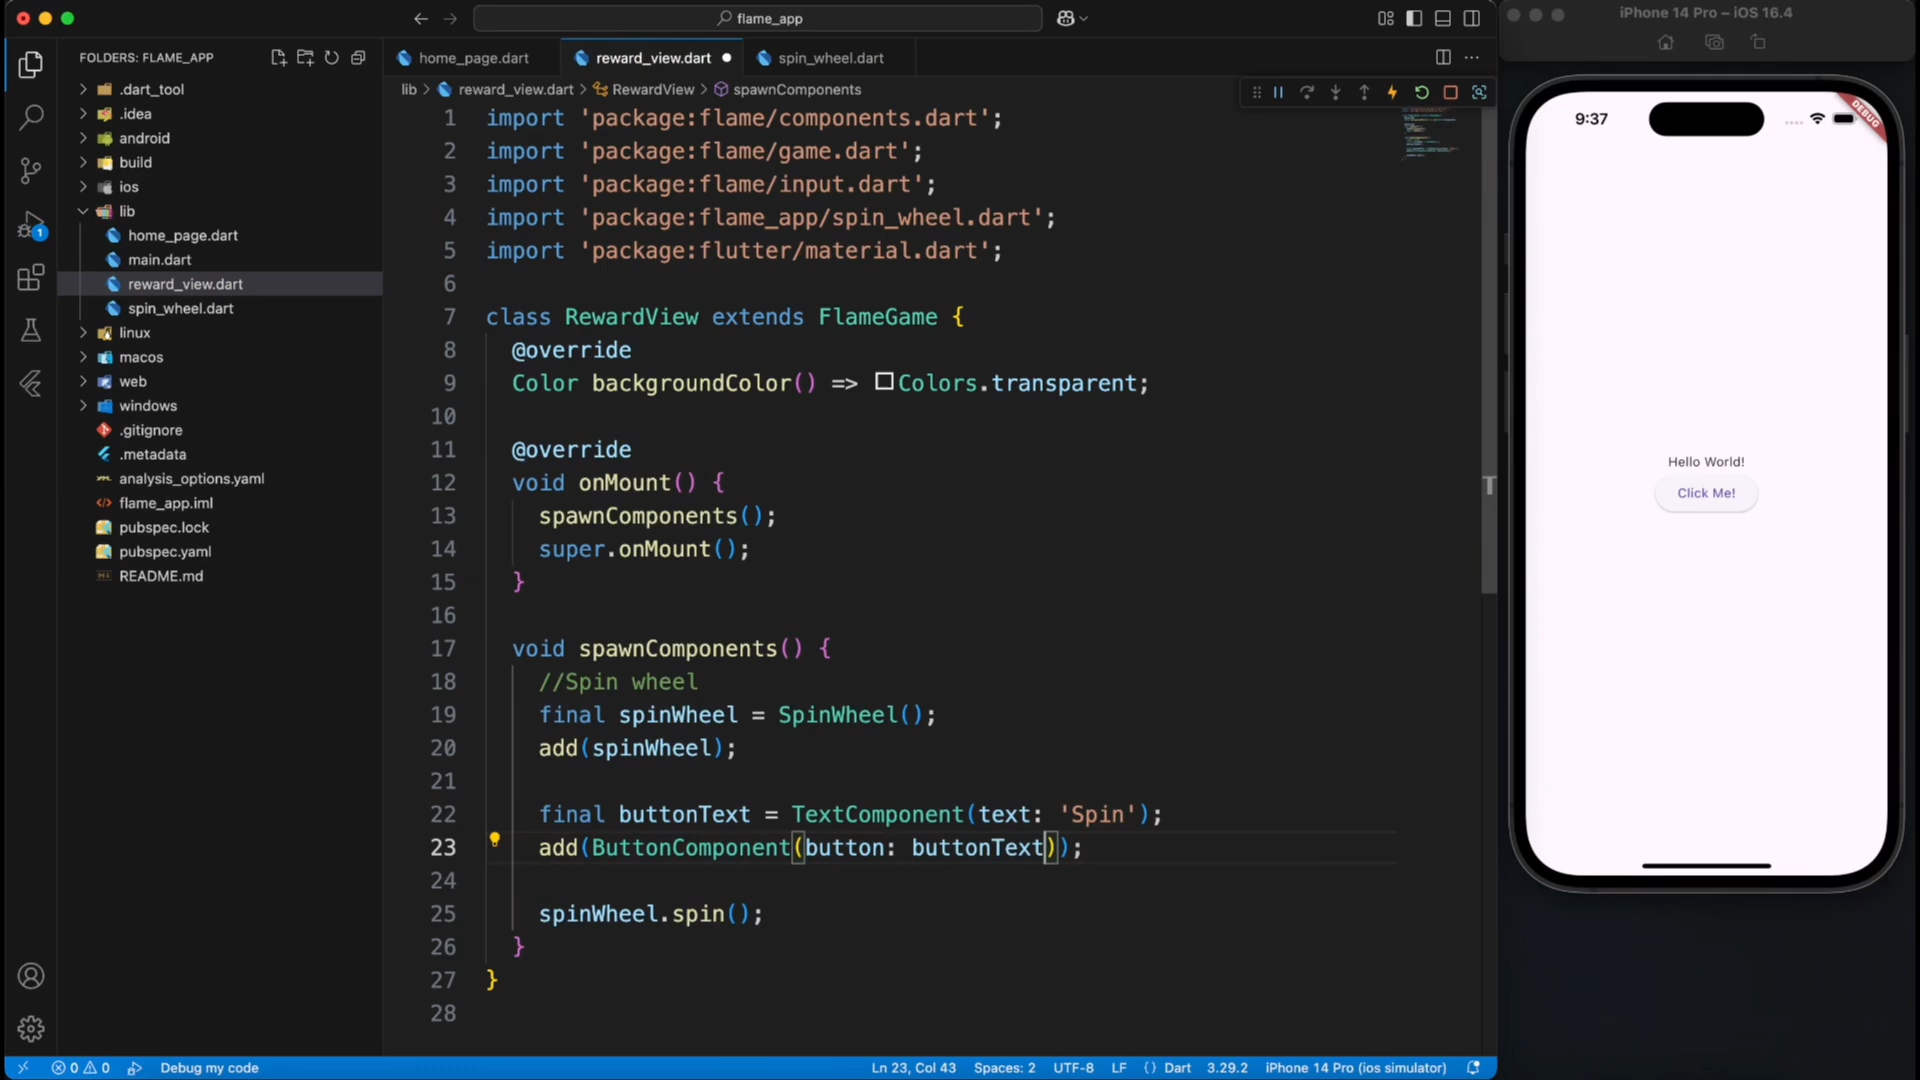 flame_app
iPhone 14 Pro – iOS 16.4
FOLDERS: FLAME_APP
.dart_tool
.idea
android
build
ios
lib
home_page.dart
main.dart
reward_view.dart
spin_wheel.dart
linux
macos
web
windows
.gitignore
.metadata
analysis_options.yaml
flame_app.iml
pubspec.lock
pubspec.yaml
README.md
1
home_page.dart
reward_view.dart
spin_wheel.dart
lib > reward_view.dart > RewardView > spawnComponents
1 import 'package:flame/components.dart';
2 import 'package:flame/game.dart';
3 import 'package:flame/input.dart';
4 import 'package:flame_app/spin_wheel.dart';
5 import 'package:flutter/material.dart';
6
7 class RewardView extends FlameGame {
8 @override
9 Color backgroundColor() => Colors.transparent;
10
11 @override
12 void onMount() {
13 spawnComponents();
14 super.onMount();
15 }
16
17 void spawnComponents() {
18 //Spin wheel
19 final spinWheel = SpinWheel();
20 add(spinWheel);
21
22 final buttonText = TextComponent(text: 'Spin');
23 add(ButtonComponent(button: buttonText));
24
25 spinWheel.spin();
26 }
27 }
28
9:37
DEBUG
Hello World!
Click Me!
0 0 Debug my code
Ln 23, Col 43 Spaces: 2 UTF-8 LF {} Dart 3.29.2 iPhone 14 Pro (ios simulator)